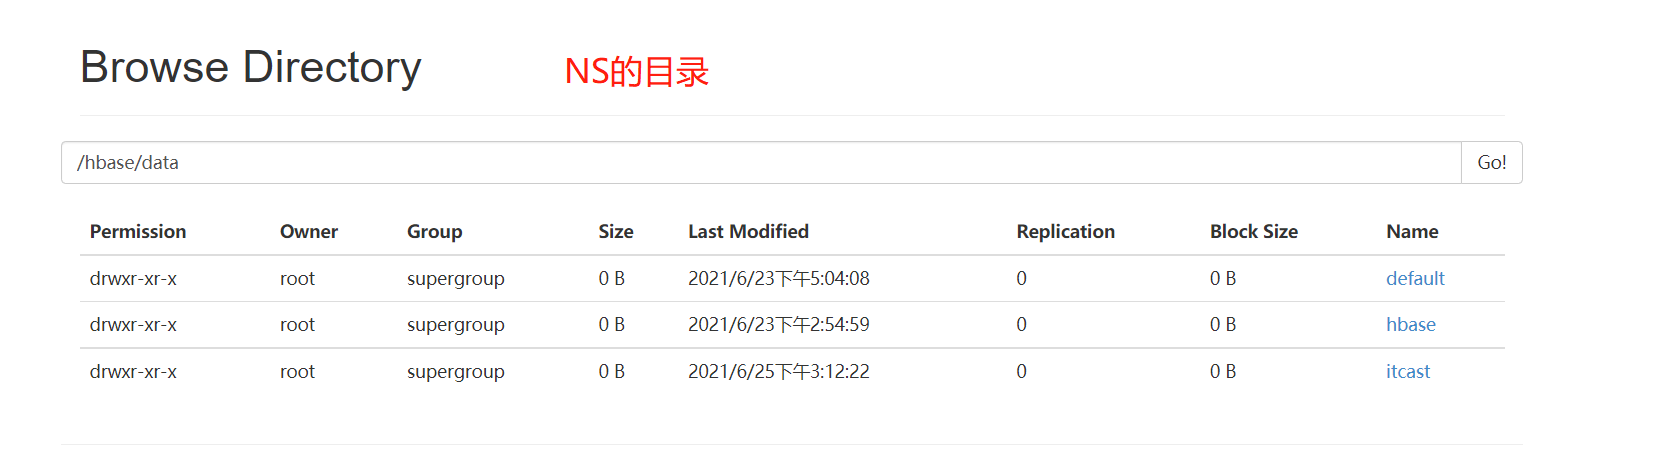 Browse Directory NS的目录
/hbase/data Go!
Permission Owner Group Size Last Modified Replication Block Size Name
drwxr-xr-x root supergroup 0 B 2021/6/23下午5:04:08 0 0 B default
drwxr-xr-x root supergroup 0 B 2021/6/23下午2:54:59 0 0 B hbase
drwxr-xr-x root supergroup 0 B 2021/6/25下午3:12:22 0 0 B itcast